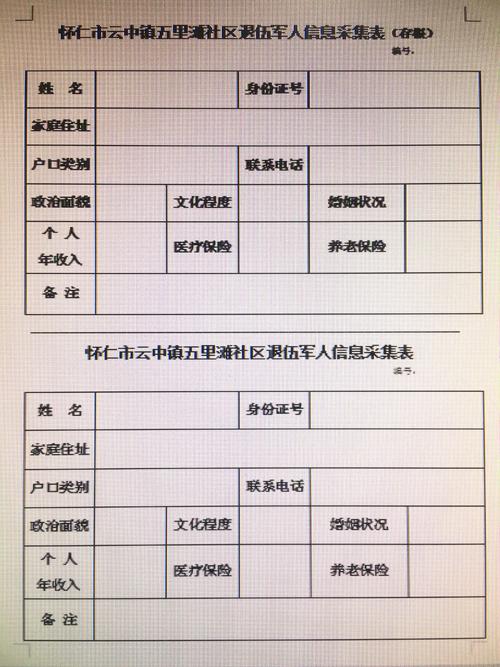 怀仁市云中镇五里滩社区退伍军人信息采集表（存根）
编号.
姓 名 身份证号
家庭住址
户口类别 联系电话
政治面貌 文化程度 婚姻状况
个 人
年收入 医疗保险 养老保险
备 注
怀仁市云中镇五里滩社区退伍军人信息采集表
编号.
姓 名 身份证号
家庭住址
户口类别 联系电话
政治面貌 文化程度 婚姻状况
个 人
年收入 医疗保险 养老保险
备 注